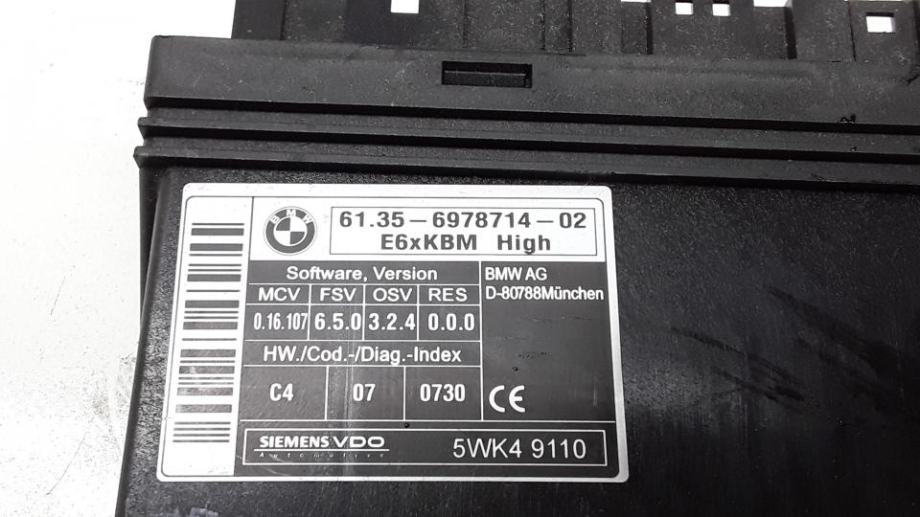 BMW
61.35-6978714-02
E6xKBM High
Software, Version
MCV FSV OSV RES
0.16.107 6.5.0 3.2.4 0.0.0
HW./Cod.-/Diag.-Index
C4 07 0730
BMW AG
D-80788München
CE
SIEMENS VDO
Automotive
5WK4 9110